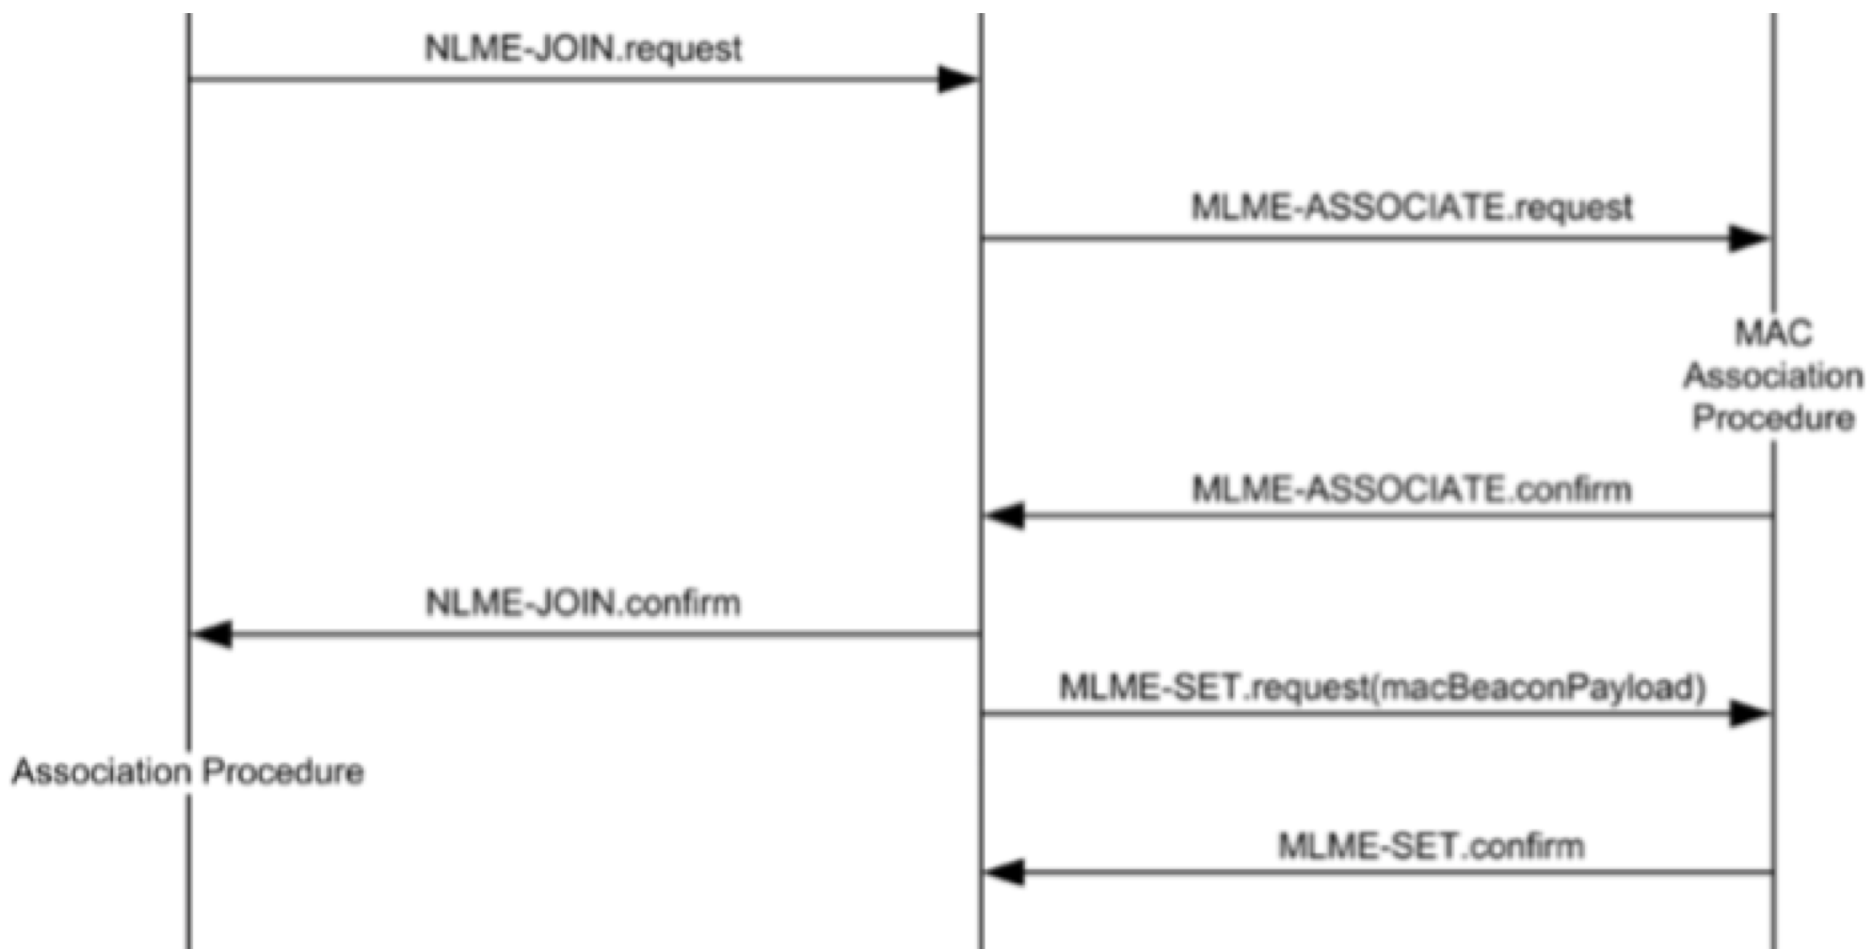 NLME-JOIN.request
MLME-ASSOCIATE.request
MAC
Association
Procedure
MLME-ASSOCIATE.confirm
NLME-JOIN.confirm
MLME-SET.request(macBeaconPayload)
Association Procedure
MLME-SET.confirm